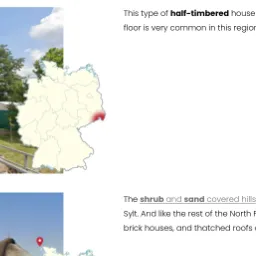 This type of half-timbered house
floor is very common in this region
The shrub and sand covered hills
Sylt. And like the rest of the North F
brick houses, and thatched roofs